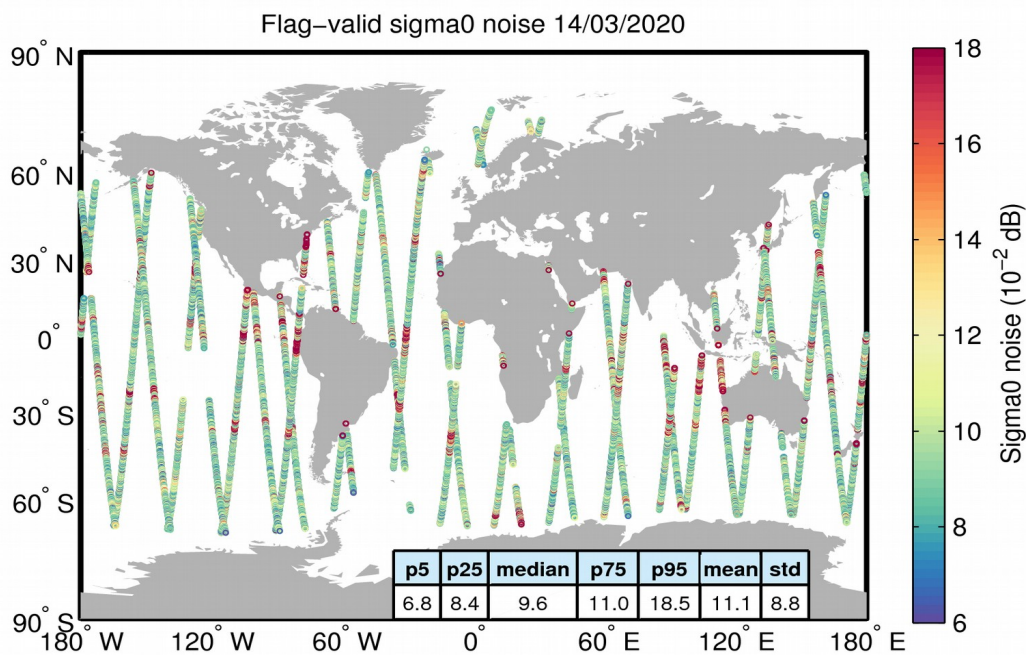 Flag−valid sigma0 noise 14/03/2020
90° N
60° N
30° N
0°
30° S
60° S
90° S
180° W
120° W
60° W
0°
60° E
120° E
180° E
p5 p25 median p75 p95 mean std
6.8 8.4 9.6 11.0 18.5 11.1 8.8
18
16
14
12
10
8
6
Sigma0 noise (10⁻² dB)